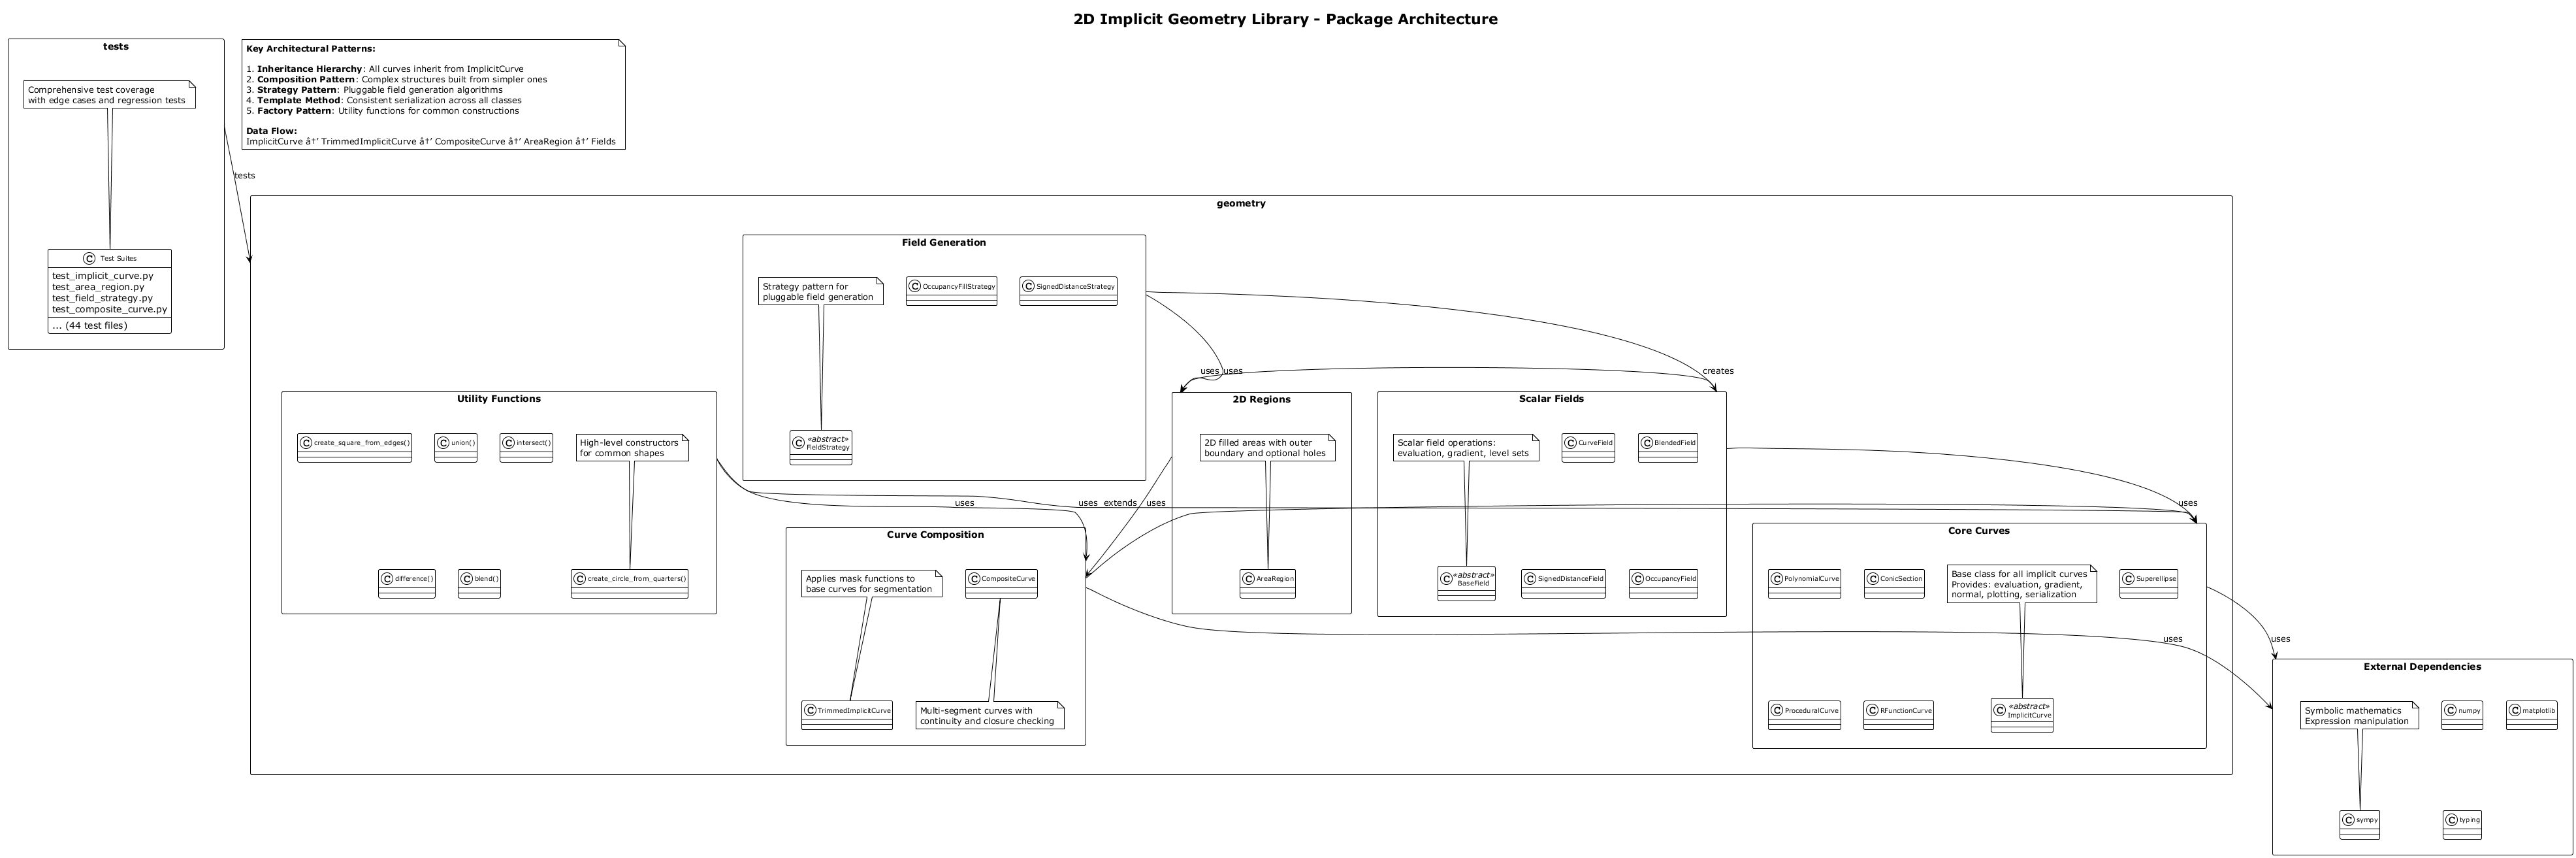 2D Implicit Geometry Library - Package Architecture
tests
Comprehensive test coverage
with edge cases and regression tests
C Test Suites
test_implicit_curve.py
test_area_region.py
test_field_strategy.py
test_composite_curve.py
... (44 test files)
Key Architectural Patterns:
1. Inheritance Hierarchy: All curves inherit from ImplicitCurve
2. Composition Pattern: Complex structures built from simpler ones
3. Strategy Pattern: Pluggable field generation algorithms
4. Template Method: Consistent serialization across all classes
5. Factory Pattern: Utility functions for common constructions
Data Flow:
ImplicitCurve â†’ TrimmedImplicitCurve â†’ CompositeCurve â†’ AreaRegion â†’ Fields
tests
geometry
Field Generation
Strategy pattern for
pluggable field generation
C OccupancyFillStrategy
C SignedDistanceStrategy
C «abstract»
FieldStrategy
uses
uses
creates
Utility Functions
C create_square_from_edges()
C union()
C intersect()
High-level constructors
for common shapes
C difference()
C blend()
C create_circle_from_quarters()
2D Regions
2D filled areas with outer
boundary and optional holes
C AreaRegion
Scalar Fields
Scalar field operations:
evaluation, gradient, level sets
C CurveField
C BlendedField
C «abstract»
BaseField
C SignedDistanceField
C OccupancyField
uses
uses
extends
uses
uses
Curve Composition
Applies mask functions to
base curves for segmentation
C CompositeCurve
C TrimmedImplicitCurve
Multi-segment curves with
continuity and closure checking
Core Curves
C PolynomialCurve
C ConicSection
Base class for all implicit curves
Provides: evaluation, gradient,
normal, plotting, serialization
C Superellipse
C ProceduralCurve
C RFunctionCurve
C «abstract»
ImplicitCurve
uses
uses
External Dependencies
Symbolic mathematics
Expression manipulation
C numpy
C matplotlib
C sympy
C typing